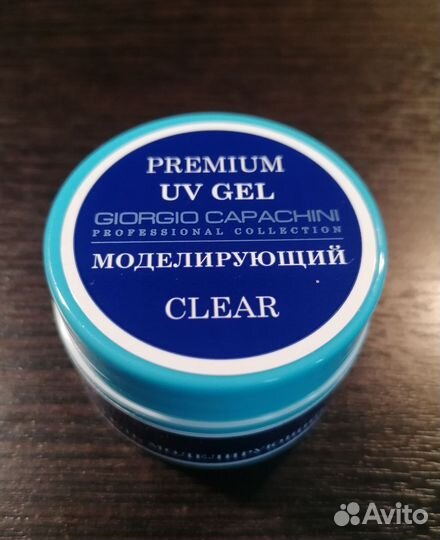 PREMIUM
UV GEL
GIORGIO CAPACHINI
PROFESSIONAL COLLECTION
МОДЕЛИРУЮЩИЙ
CLEAR
Avito